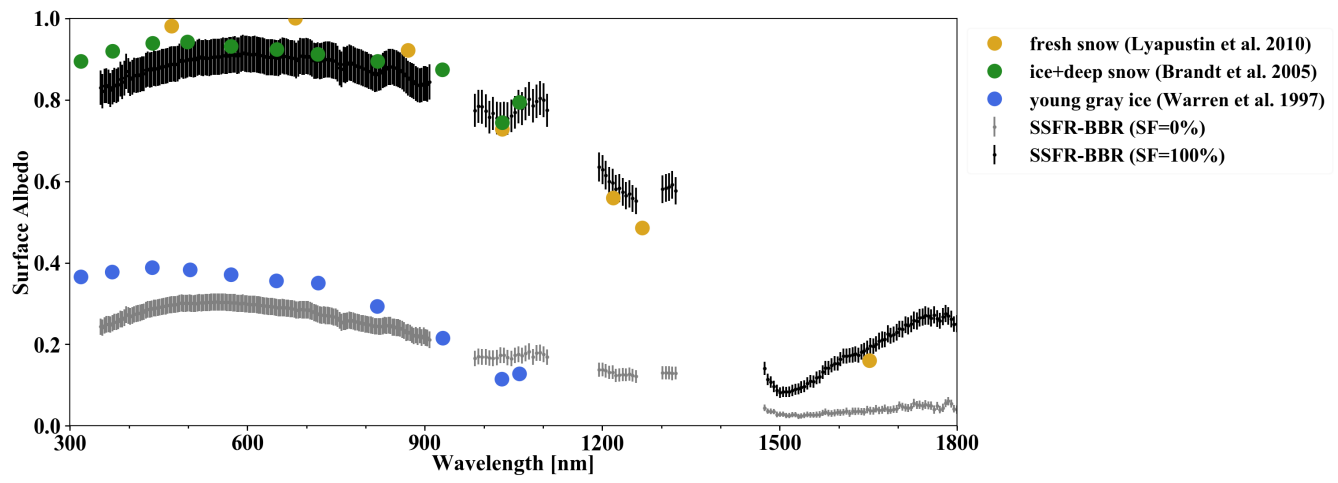 1.0
0.8
0.6
0.4
0.2
0.0
Surface Albedo
300
600
900
1200
1500
1800
Wavelength [nm]
fresh snow (Lyapustin et al. 2010)
ice+deep snow (Brandt et al. 2005)
young gray ice (Warren et al. 1997)
SSFR-BBR (SF=0%)
SSFR-BBR (SF=100%)